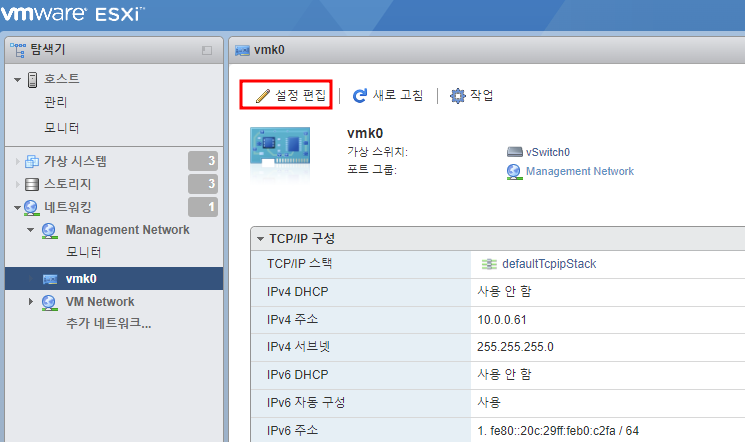 vmware ESXi™
탐색기
호스트
관리
모니터
가상 시스템 3
스토리지 3
네트워킹 1
Management Network
모니터
vmk0
VM Network
추가 네트워크...
vmk0
설정 편집 새로 고침 작업
vmk0
가상 스위치: vSwitch0
포트 그룹: Management Network
TCP/IP 구성
TCP/IP 스택 defaultTcpipStack
IPv4 DHCP 사용 안 함
IPv4 주소 10.0.0.61
IPv4 서브넷 255.255.255.0
IPv6 DHCP 사용 안 함
IPv6 자동 구성 사용
IPv6 주소 1. fe80::20c:29ff:feb0:c2fa / 64